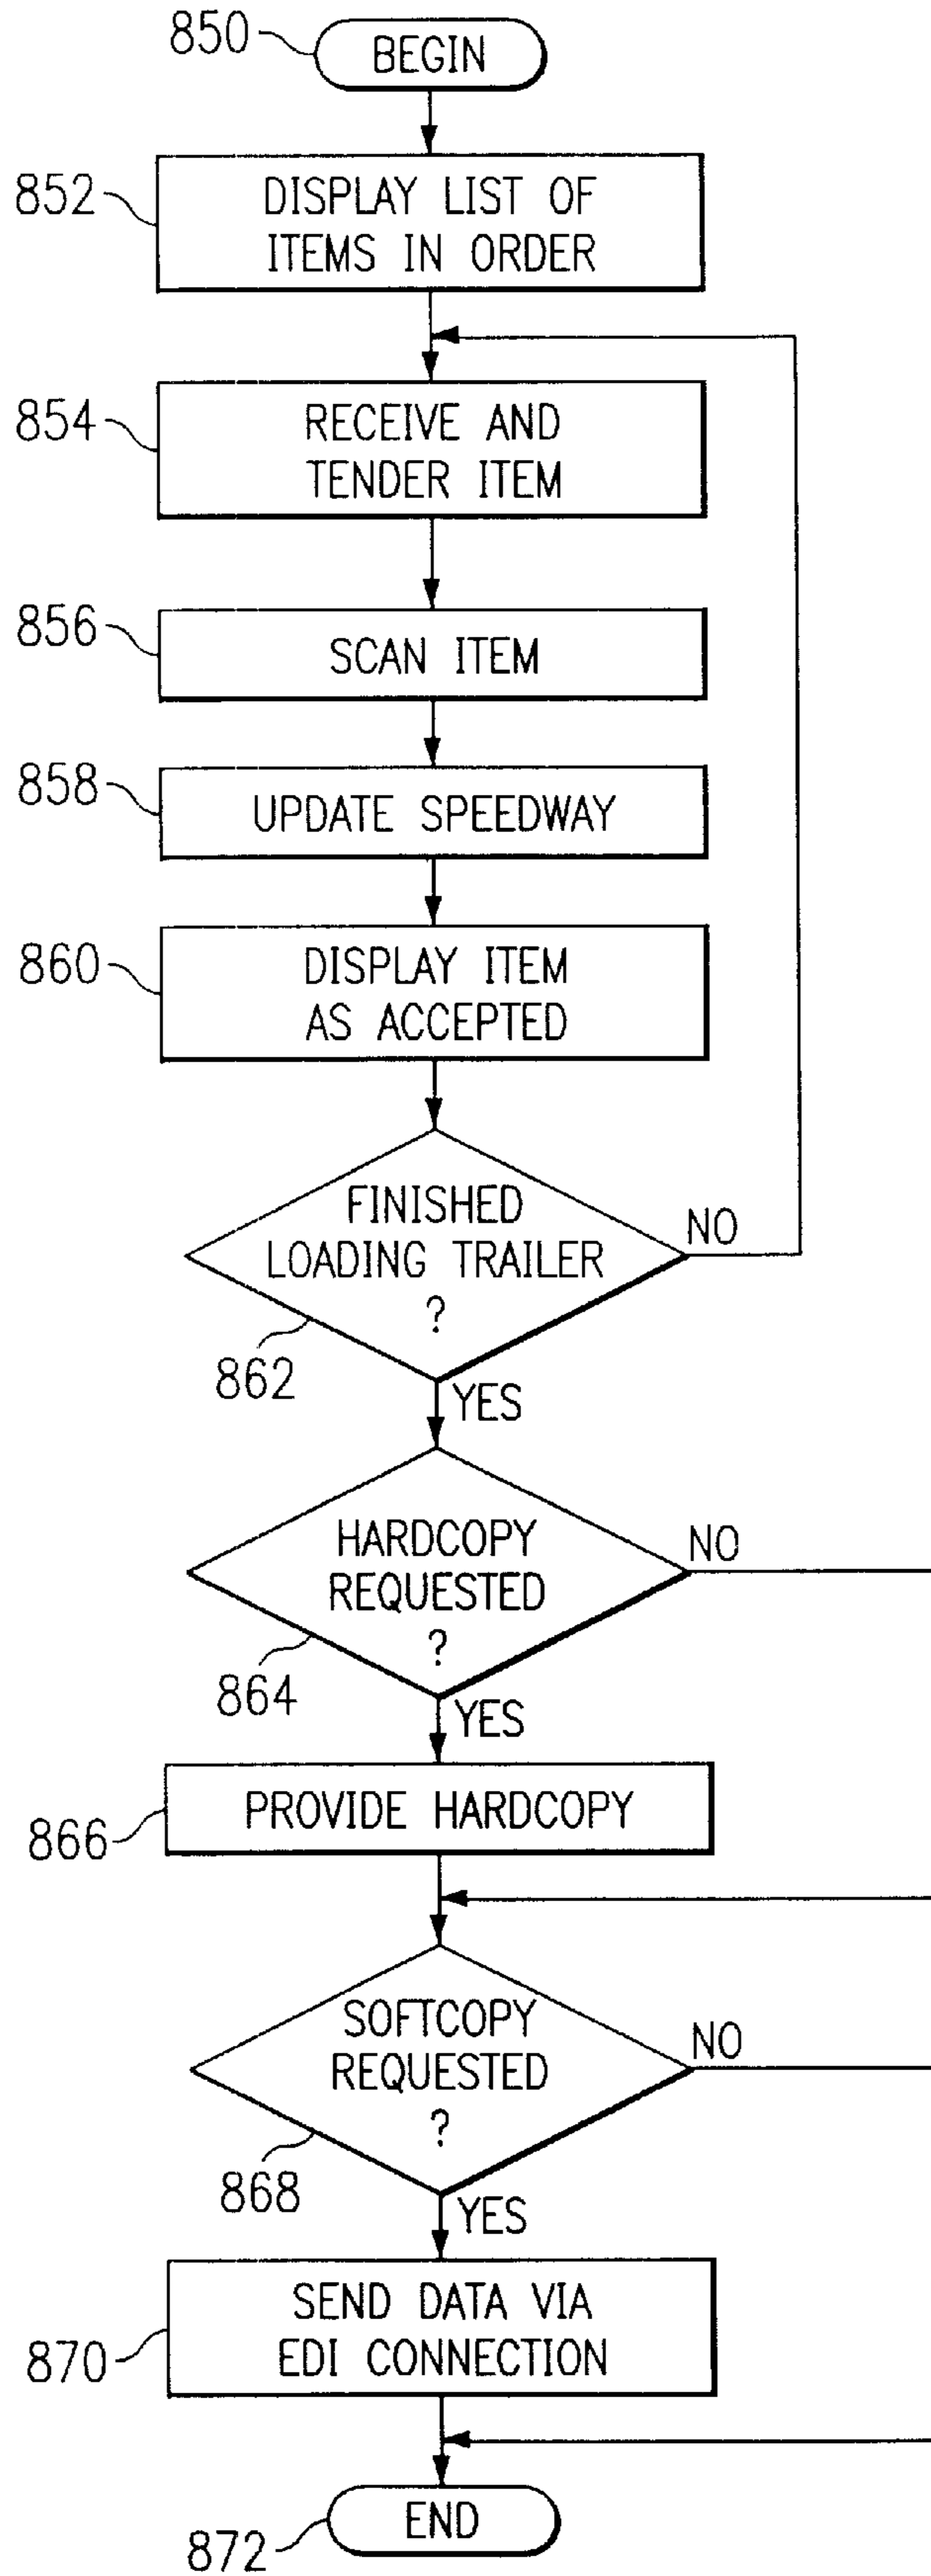 850
BEGIN
852
DISPLAY LIST OF
ITEMS IN ORDER
854
RECEIVE AND
TENDER ITEM
856
SCAN ITEM
858
UPDATE SPEEDWAY
860
DISPLAY ITEM
AS ACCEPTED
FINISHED
LOADING TRAILER
?
NO
862
YES
HARDCOPY
REQUESTED
?
NO
864
YES
PROVIDE HARDCOPY
866
SOFTCOPY
REQUESTED
?
NO
868
YES
SEND DATA VIA
EDI CONNECTION
870
END
872